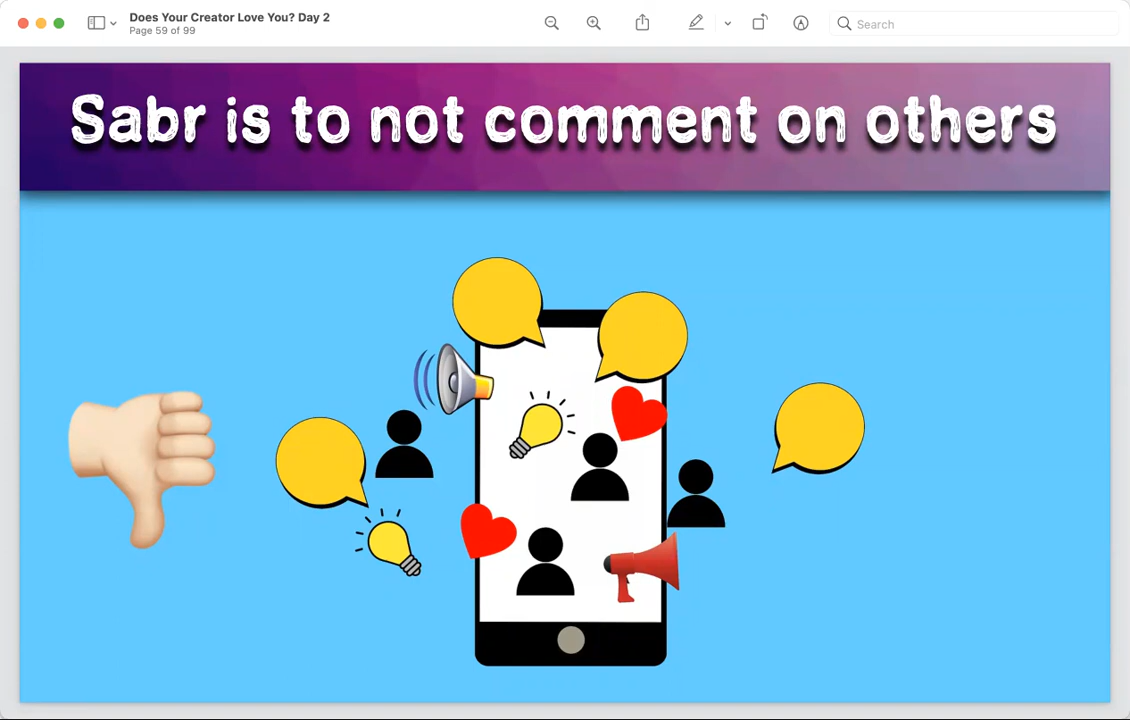 Does Your Creator Love You? Day 2
Page 59 of 99
Search
Sabr is to not comment on others